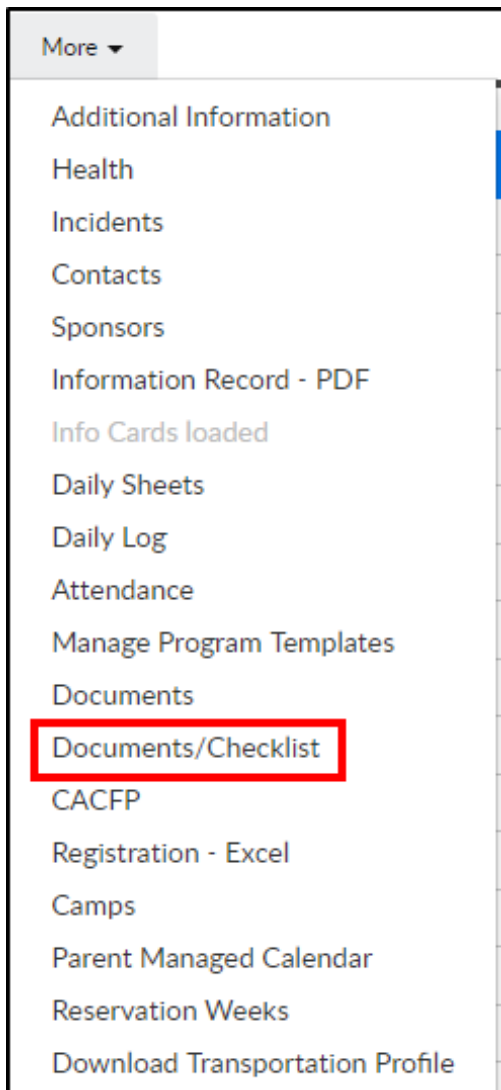 More
Additional Information
Health
Incidents
Contacts
Sponsors
Information Record - PDF
Info Cards loaded
Daily Sheets
Daily Log
Attendance
Manage Program Templates
Documents
Documents/Checklist
CACFP
Registration - Excel
Camps
Parent Managed Calendar
Reservation Weeks
Download Transportation Profile